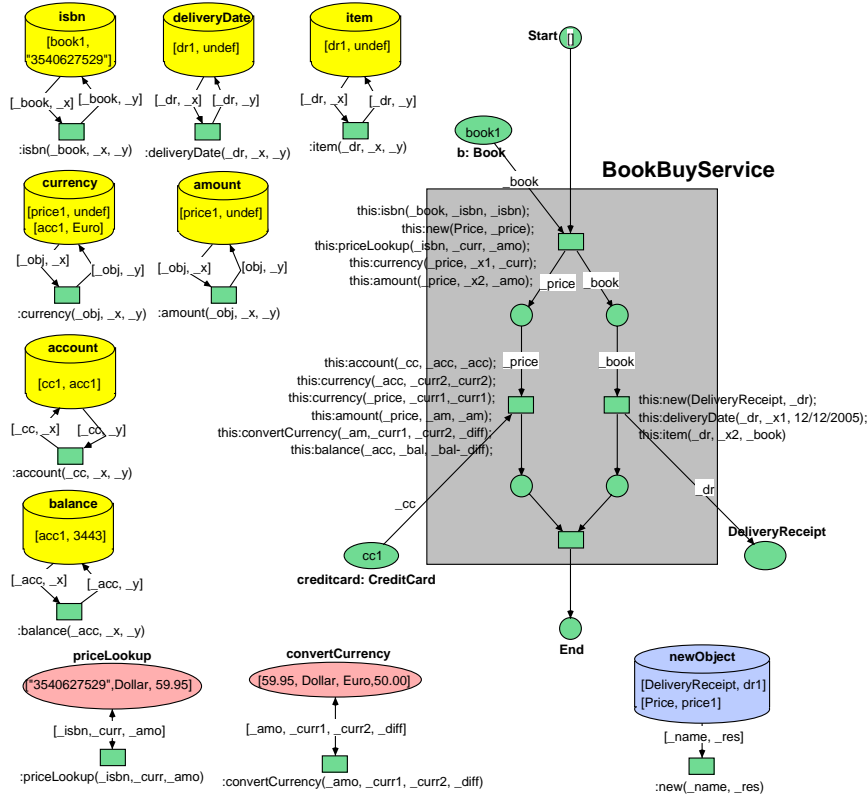 isbn
[book1,
"3540627529"]
[_book, _x]
[_book, _y]
:isbn(_book, _x, _y)
deliveryDate
[dr1, undef]
[_dr, _x]
[_dr, _y]
:deliveryDate(_dr, _x, _y)
item
[dr1, undef]
[_dr, _x]
[_dr, _y]
:item(_dr, _x, _y)
Start
[]
book1
b: Book
_book
BookBuyService
currency
[price1, undef]
[acc1, Euro]
[_obj, _x]
[_obj, _y]
:currency(_obj, _x, _y)
amount
[price1, undef]
[_obj, _x]
[obj, _y]
:amount(_obj, _x, _y)
this:isbn(_book, _isbn, _isbn);
this:new(Price, _price);
this:priceLookup(_isbn, _curr, _amo);
this:currency(_price, _x1, _curr);
this:amount(_price, _x2, _amo);
_price
_book
account
[cc1, acc1]
[_cc, _x]
[_cc, _y]
:account(_cc, _x, _y)
_price
_book
this:account(_cc, _acc, _acc);
this:currency(_acc, _curr2,_curr2);
this:currency(_price, _curr1,_curr1);
this:amount(_price, _am, _am);
this:convertCurrency(_am,_curr1, _curr2, _diff);
this:balance(_acc, _bal, _bal-_diff);
this:new(DeliveryReceipt, _dr);
this:deliveryDate(_dr, _x1, 12/12/2005);
this:item(_dr, _x2, _book)
balance
[acc1, 3443]
[_acc, _x]
[_acc, _y]
:balance(_acc, _x, _y)
_cc
_dr
cc1
creditcard: CreditCard
DeliveryReceipt
End
priceLookup
["3540627529",Dollar, 59.95]
[_isbn,_curr, _amo]
:priceLookup(_isbn,_curr,_amo)
convertCurrency
[59.95, Dollar, Euro,50.00]
[_amo, _curr1, _curr2, _diff]
:convertCurrency(_amo, _curr1, _curr2, _diff)
newObject
[DeliveryReceipt, dr1]
[Price, price1]
[_name, _res]
:new(_name, _res)